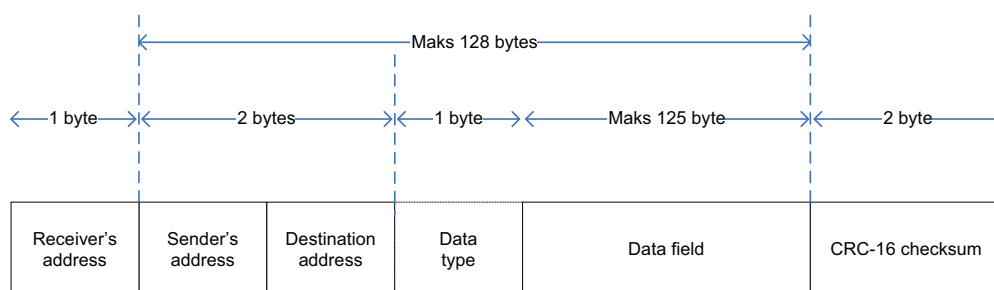 Maks 128 bytes
1 byte
2 bytes
1 byte
Maks 125 byte
2 byte
Receiver's
address
Sender's
address
Destination
address
Data
type
Data field
CRC-16 checksum